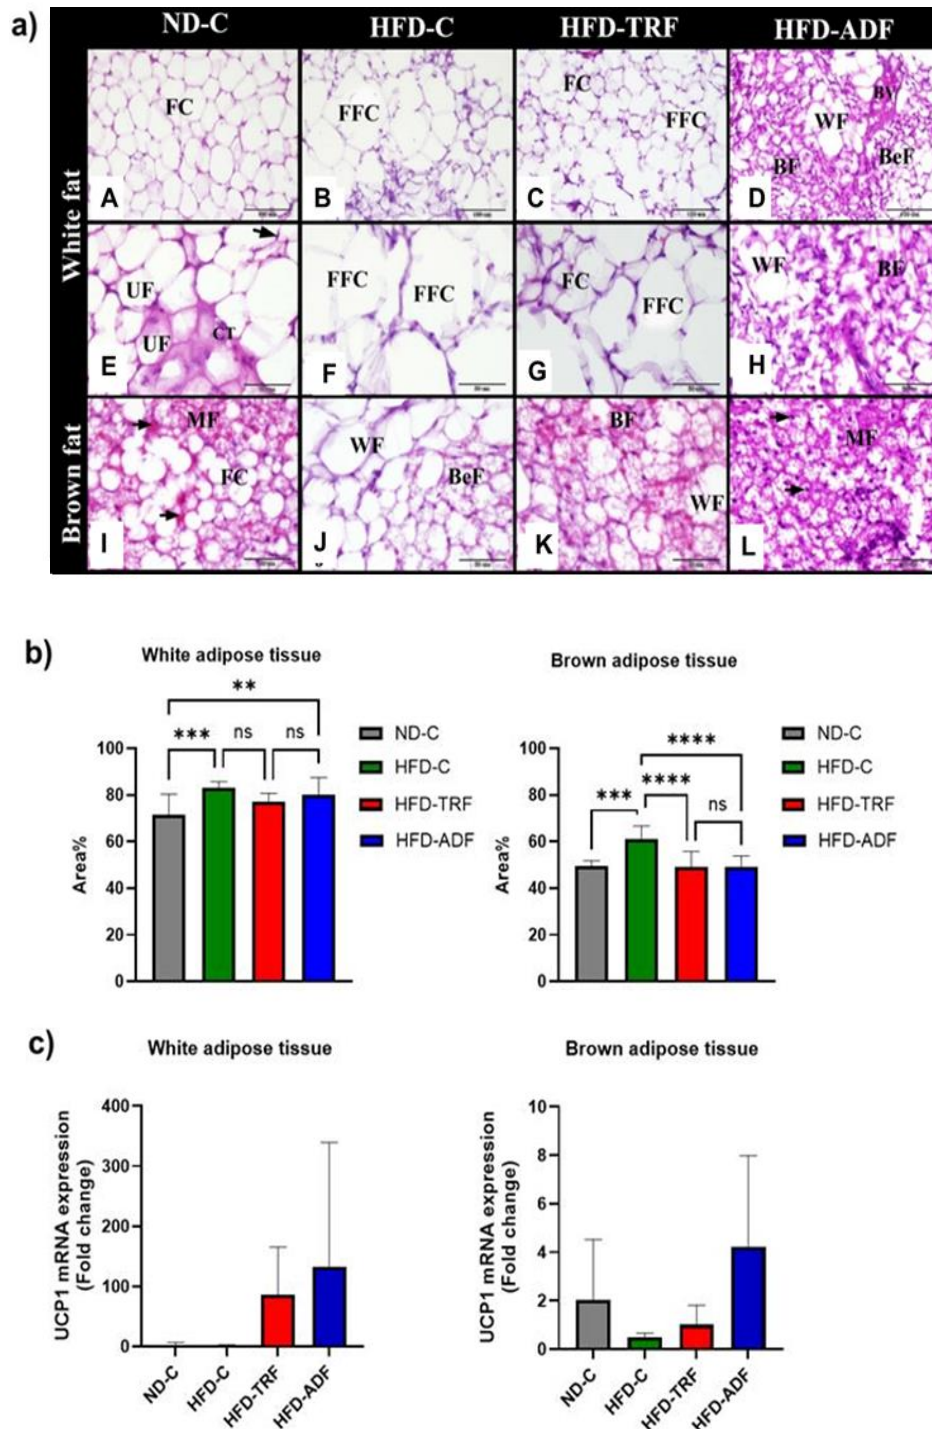 a)
ND-C HFD-C HFD-TRF HFD-ADF
White fat
FC
A
FFC
B
FC
FFC
C
BV
WF
BF
BeF
D
UF
UF
CT
E
FFC
FFC
F
FC
FFC
G
WF
BF
H
Brown fat
MF
FC
I
WF
BeF
J
BF
WF
K
MF
L
b)
White adipose tissue
**
*** ns ns
Area%
100
80
60
40
20
0
ND-C
HFD-C
HFD-TRF
HFD-ADF
Brown adipose tissue
****
*** **** ns
Area%
100
80
60
40
20
0
ND-C
HFD-C
HFD-TRF
HFD-ADF
c)
White adipose tissue
UCP1 mRNA expression
(Fold change)
400
300
200
100
0
ND-C HFD-C HFD-TRF HFD-ADF
Brown adipose tissue
UCP1 mRNA expression
(Fold change)
10
8
6
4
2
0
ND-C HFD-C HFD-TRF HFD-ADF